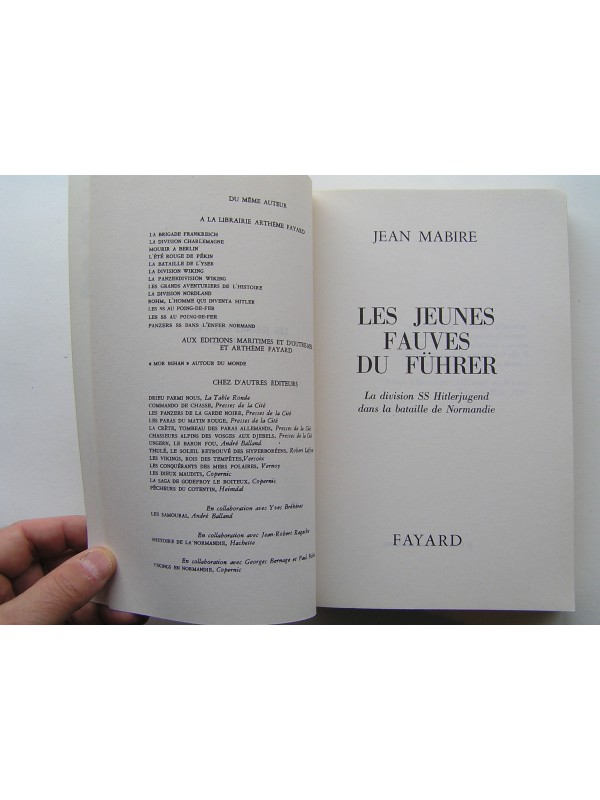 DU MÊME AUTEUR
A LA LIBRAIRIE ARTHÈME FAYARD
LA BRIGADE FRANKREICH
LA DIVISION CHARLEMAGNE
MOURIR A BERLIN
L'ÉTÉ ROUGE DE PÉKIN
LA BATAILLE DE L'YSER
LA DIVISION WIKING
LA PANZERDIVISION WIKING
LES GRANDS AVENTURIERS DE L'HISTOIRE
LA DIVISION NORDLAND
ROHM, L'HOMME QUI INVENTA HITLER
LES SS AU POING-DE-FER
LES SS AU POING-DE-FER
PANZERS SS DANS L'ENFER NORMAND
AUX EDITIONS MARITIMES ET
ET ARTHÈME FAYARD
« MOR BIHAN » AUTOUR DU MONDE
CHEZ D'AUTRES ÉDITEURS
DRIEU PARMI NOUS, La Table Ronde
COMMANDO DE CHASSE, Presses de la Cité
LES PANZERS DE LA GARDE NOIRE, Presses de la Cité
LES PARAS DU MATIN ROUGE, Presses de la Cité
LA CRÈTE, TOMBEAU DES PARAS ALLEMANDS, Presses de la Cité
CHASSEURS ALPINS DES VOSGES AUX DJEBELS, Presses de la
UNGERN, LE BARON FOU, André Balland
THULÉ, LE SOLEIL RETROUVÉ DES HYPERBORÉENS, Robert
LES VIKINGS, ROIS DES TEMPÊTES, Versoix
LES CONQUÉRANTS DES MERS POLAIRES, Vernoy
LES DIEUX MAUDITS, Copernic
LA SAGA DE GODEFROY LE BOITEUX, Copernic
PÊCHEURS DU COTENTIN, Heimdal
En collaboration avec Yves Bréhèret
LES SAMOURAI, André Balland
En collaboration avec Jean-Robert
HISTOIRE DE LA NORMANDIE, Hachette
En collaboration avec Georges Bernage et Paul
VIKINGS EN NORMANDIE, Copernic
JEAN MABIRE
LES JEUNES
FAUVES
DU FÜHRER
La division SS Hitlerjugend
dans la bataille de Normandie
FAYARD